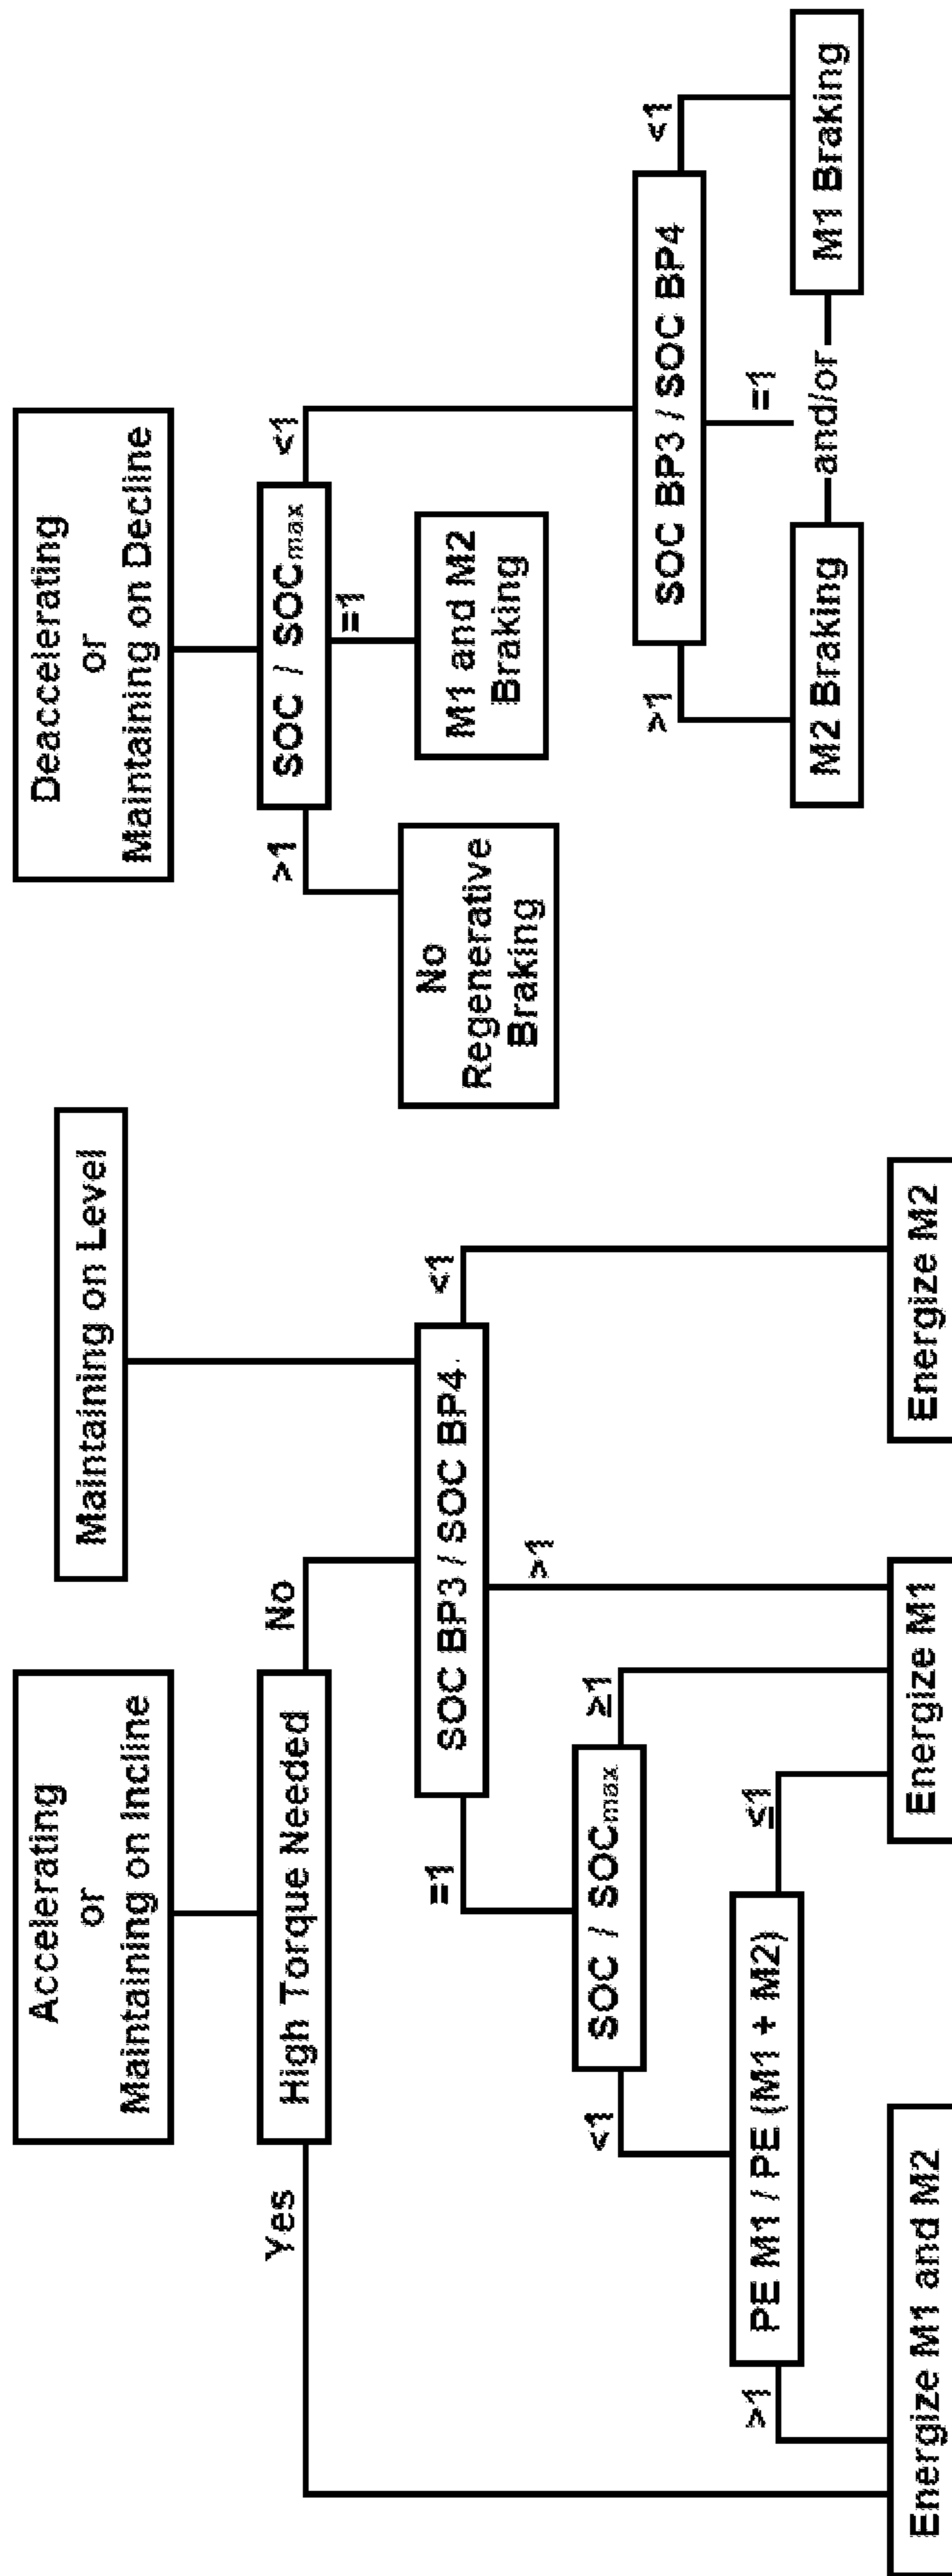 Accelerating
or
Maintaining on Incline
Maintaining on Level
Deaccelerating
or
Maintaining on Decline
Yes
High Torque Needed
No
>1
SOC / SOCmax
<1
=1
=1
SOC BP3 / SOC BP4
<1
>1
No
Regenerative
Braking
M1 and M2
Braking
<1
SOC / SOCmax
≥1
>1
SOC BP3 / SOC BP4
<1
=1
>1
PE M1 / PE (M1 + M2)
≤1
M2 Braking
and/or
M1 Braking
Energize M1 and M2
Energize M1
Energize M2